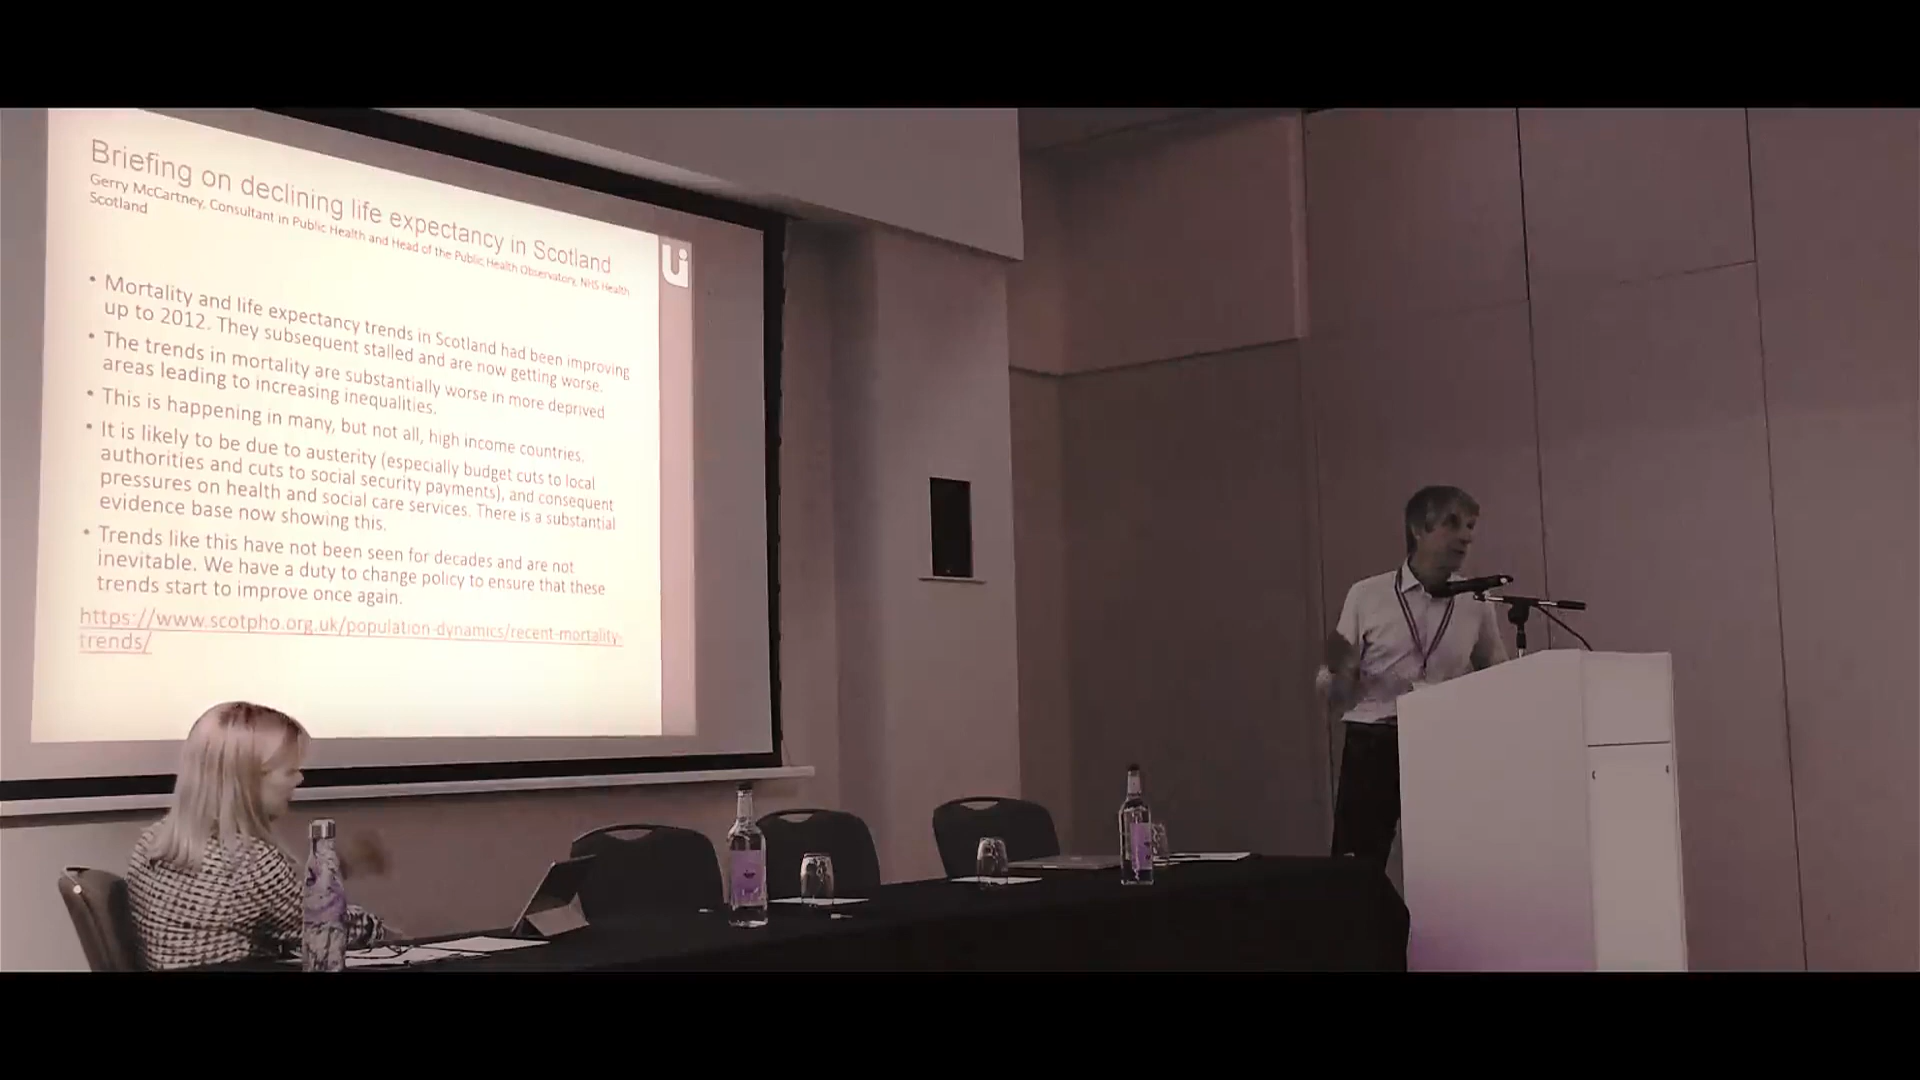 Briefing on declining life expectancy in Scotland
Gerry McCartney, Consultant in Public Health and Head of the Public Health Observatory, NHS Health
Scotland
Ui
• Mortality and life expectancy trends in Scotland had been improving
up to 2012. They subsequent stalled and are now getting worse.
• The trends in mortality are substantially worse in more deprived
areas leading to increasing inequalities.
• This is happening in many, but not all, high income countries.
• It is likely to be due to austerity (especially budget cuts to local
authorities and cuts to social security payments), and consequent
pressures on health and social care services. There is a substantial
evidence base now showing this.
• Trends like this have not been seen for decades and are not
inevitable. We have a duty to change policy to ensure that these
trends start to improve once again.
https://www.scotpho.org.uk/population-dynamics/recent-mortality-
trends/